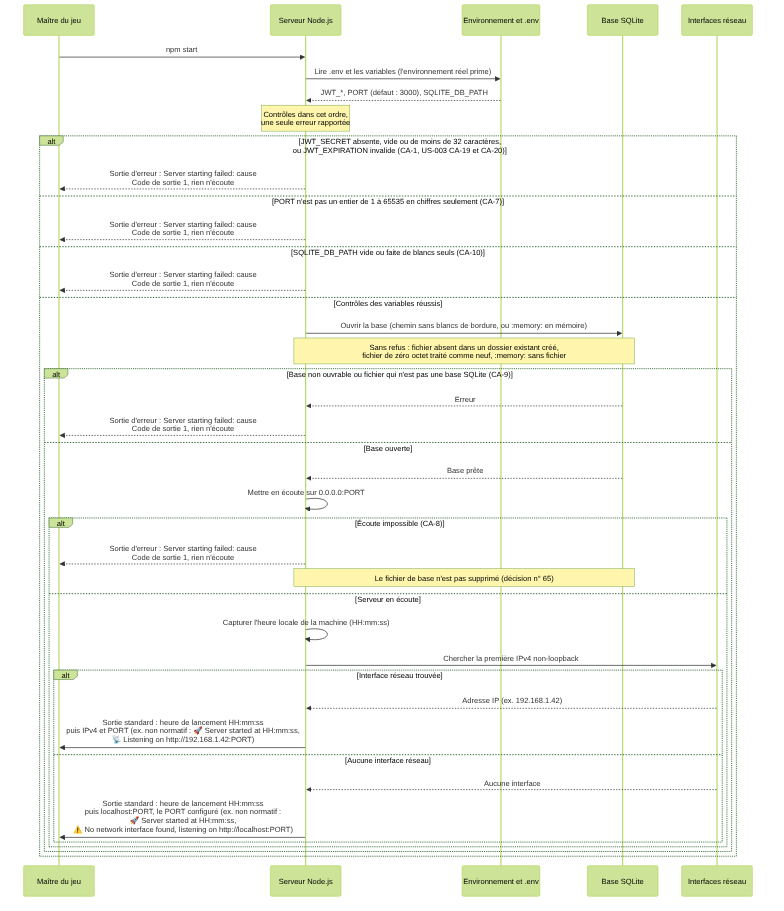 Maître du jeu
Serveur Node.js
Environnement et .env
Base SQLite
Interfaces réseau
npm start
Lire .env et les variables (l'environnement réel prime)
JWT_*, PORT (défaut : 3000), SQLITE_DB_PATH
Contrôles dans cet ordre,
une seule erreur rapportée
alt
[JWT_SECRET absente, vide ou de moins de 32 caractères,
ou JWT_EXPIRATION invalide (CA-1, US-003 CA-19 et CA-20)]
Sortie d'erreur : Server starting failed: cause
Code de sortie 1, rien n'écoute
[PORT n'est pas un entier de 1 à 65535 en chiffres seulement (CA-7)]
Sortie d'erreur : Server starting failed: cause
Code de sortie 1, rien n'écoute
[SQLITE_DB_PATH vide ou faite de blancs seuls (CA-10)]
Sortie d'erreur : Server starting failed: cause
Code de sortie 1, rien n'écoute
[Contrôles des variables réussis]
Ouvrir la base (chemin sans blancs de bordure, ou :memory: en mémoire)
Sans refus : fichier absent dans un dossier existant créé,
fichier de zéro octet traité comme neuf, :memory: sans fichier
alt
[Base non ouvrable ou fichier qui n'est pas une base SQLite (CA-9)]
Erreur
Sortie d'erreur : Server starting failed: cause
Code de sortie 1, rien n'écoute
[Base ouverte]
Base prête
Mettre en écoute sur 0.0.0.0:PORT
alt
[Écoute impossible (CA-8)]
Sortie d'erreur : Server starting failed: cause
Code de sortie 1, rien n'écoute
Le fichier de base n'est pas supprimé (décision n° 65)
[Serveur en écoute]
Capturer l'heure locale de la machine (HH:mm:ss)
Chercher la première IPv4 non-loopback
alt
[Interface réseau trouvée]
Adresse IP (ex. 192.168.1.42)
Sortie standard : heure de lancement HH:mm:ss
puis IPv4 et PORT (ex. non normatif : 🚀 Server started at HH:mm:ss,
📡 Listening on http://192.168.1.42:PORT)
[Aucune interface réseau]
Aucune interface
Sortie standard : heure de lancement HH:mm:ss
puis localhost:PORT, le PORT configuré (ex. non normatif :
🚀 Server started at HH:mm:ss,
⚠️ No network interface found, listening on http://localhost:PORT)
Maître du jeu
Serveur Node.js
Environnement et .env
Base SQLite
Interfaces réseau